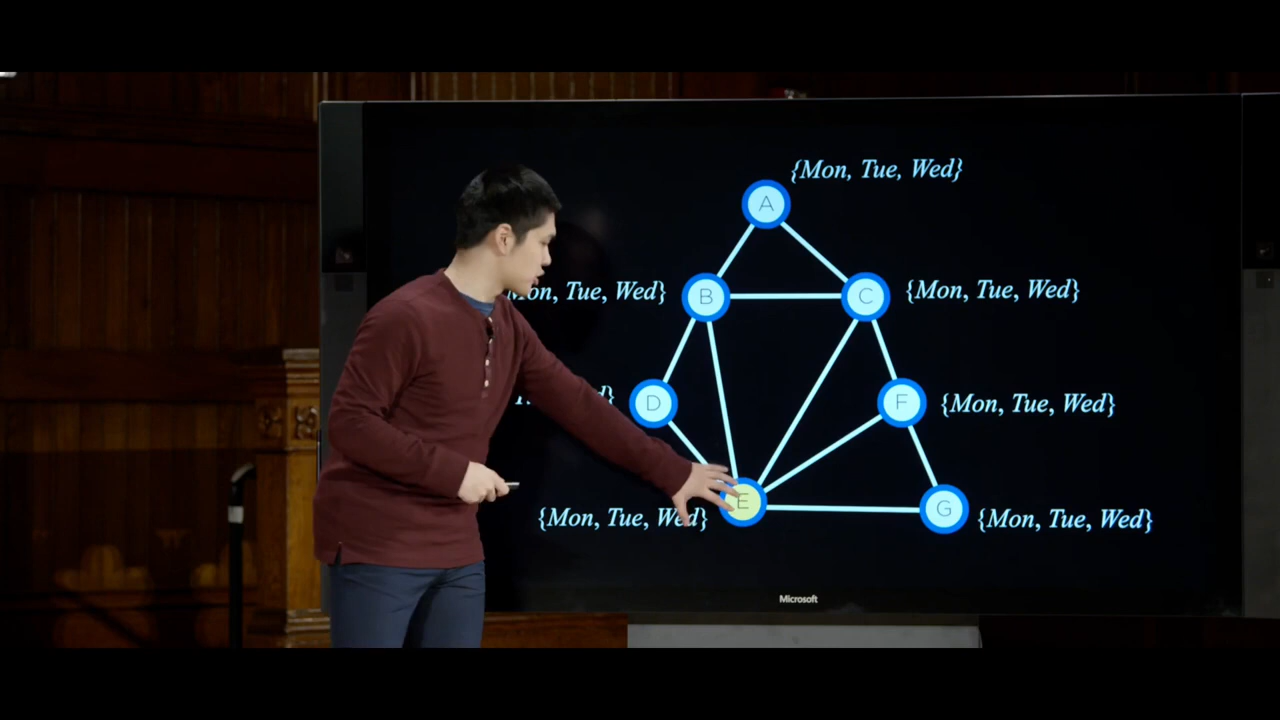 {Mon, Tue, Wed}
A
Mon, Tue, Wed}
B
C
{Mon, Tue, Wed}
D
F
{Mon, Tue, Wed}
{Mon, Tue, Wed}
E
G
{Mon, Tue, Wed}
Microsoft